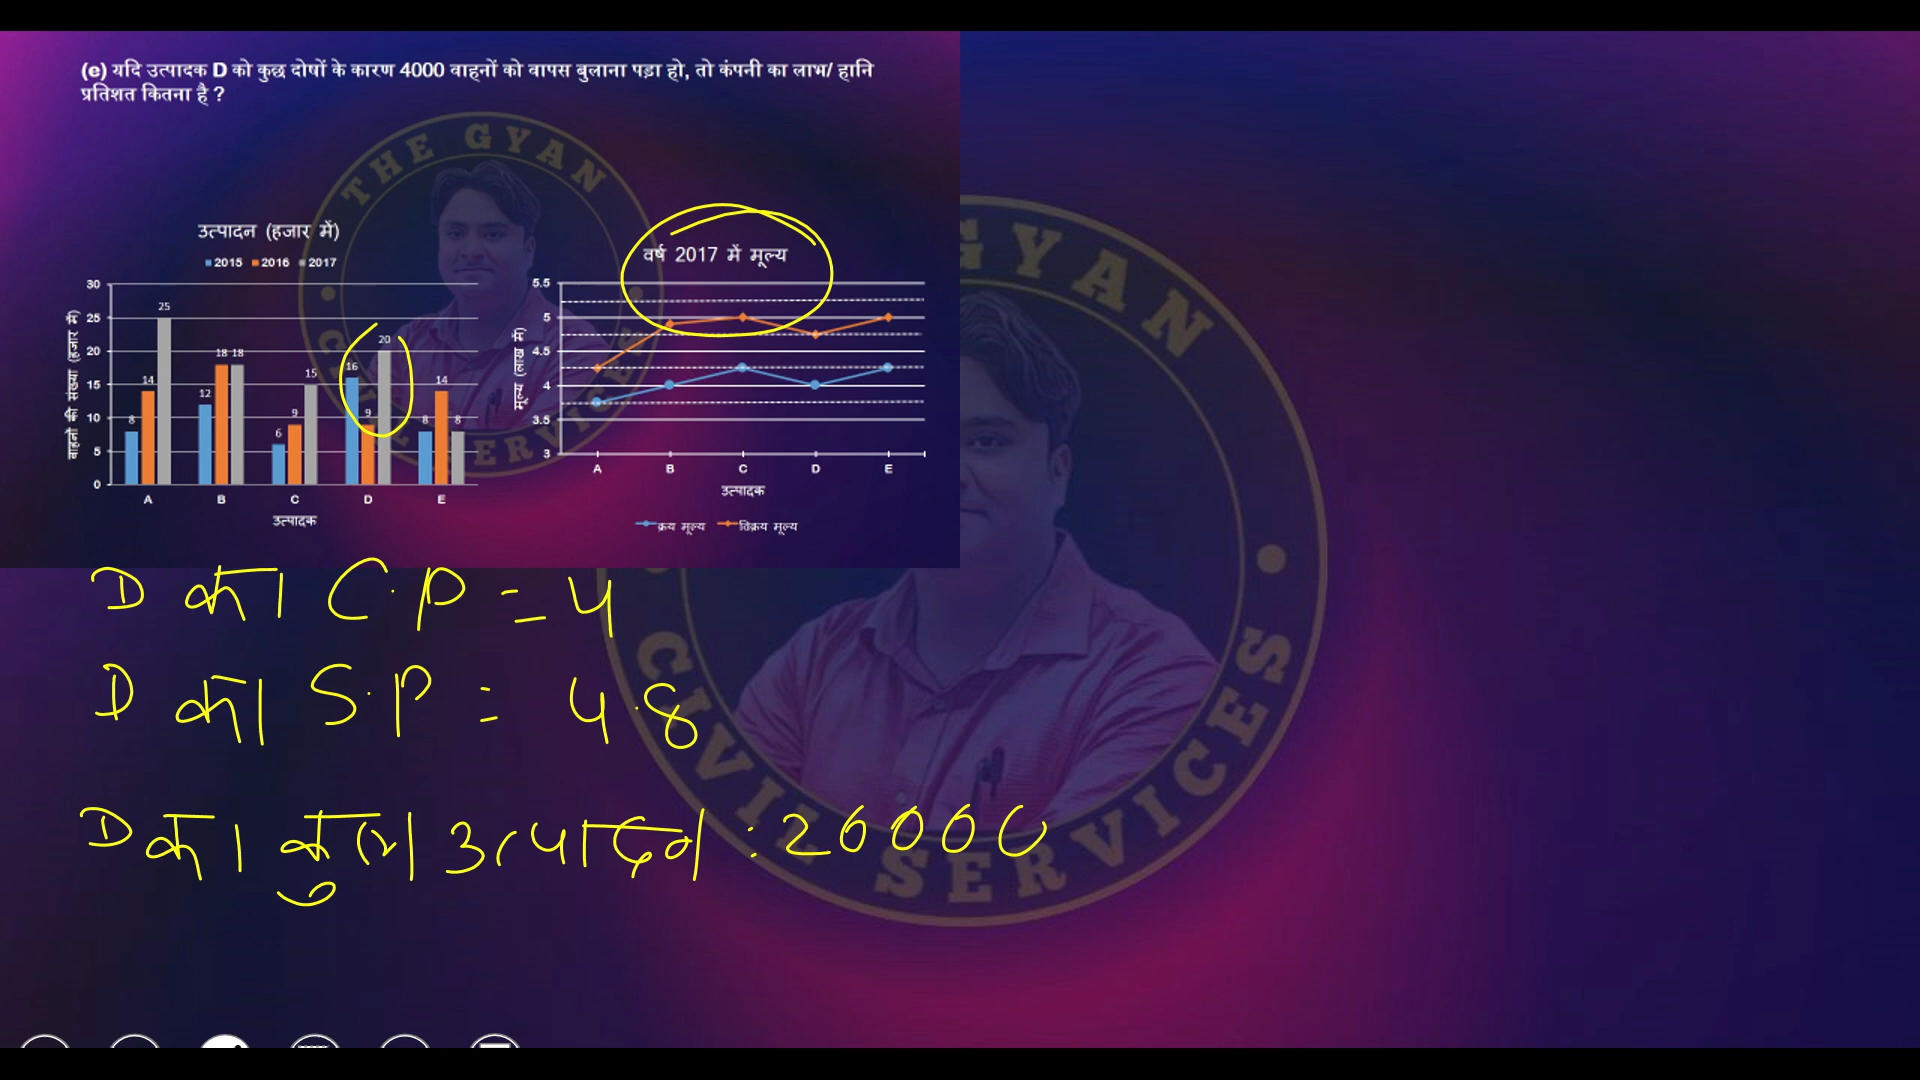 (e) यदि उत्पादक D को कुछ दोषों के कारण 4000 वाहनों को वापस बुलाना पड़ा हो, तो कंपनी का लाभ/ हानि
प्रतिशत कितना है ?
THE GYAN
CIVIL SERVICES
उत्पादन (हजार में)
2015 2016 2017
वाहनों की संख्या (हजार में)
30
25
20
15
10
5
0
8 14 25
12 18 18
6 9 15
16 9 20
8 14 8
A B C D E
उत्पादक
वर्ष 2017 में मूल्य
मूल्य (लाख में)
5.5
5
4.5
4
3.5
3
A B C D E
उत्पादक
क्रय मूल्य विक्रय मूल्य
GYAN
CIVIL SERVICES
D का C.P = 4
D का S.P = 4.8
D का कुल उत्पादन : 20000